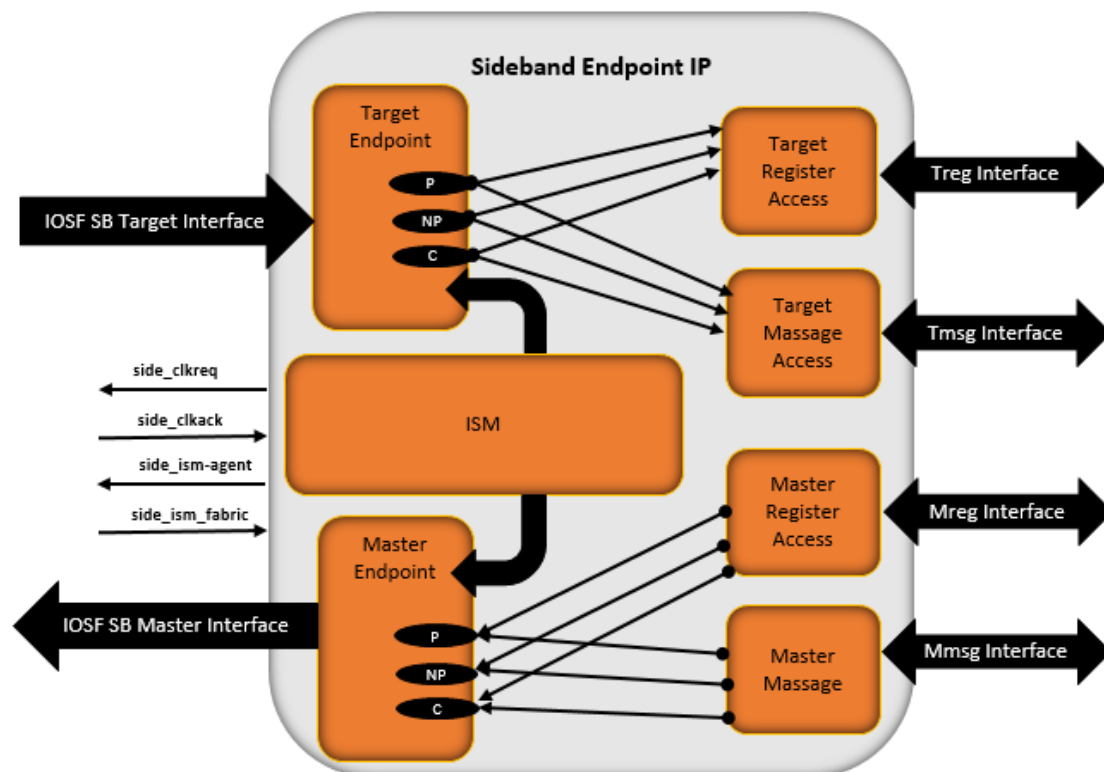 Sideband Endpoint IP
Target
Endpoint
P
NP
C
IOSF SB Target Interface
Target
Register
Access
Treg Interface
Target
Massage
Access
Tmsg Interface
side_clkreq
side_clkack
side_ism-agent
side_ism_fabric
ISM
Master
Register
Access
Mreg Interface
Master
Endpoint
P
NP
C
IOSF SB Master Interface
Master
Massage
Mmsg Interface